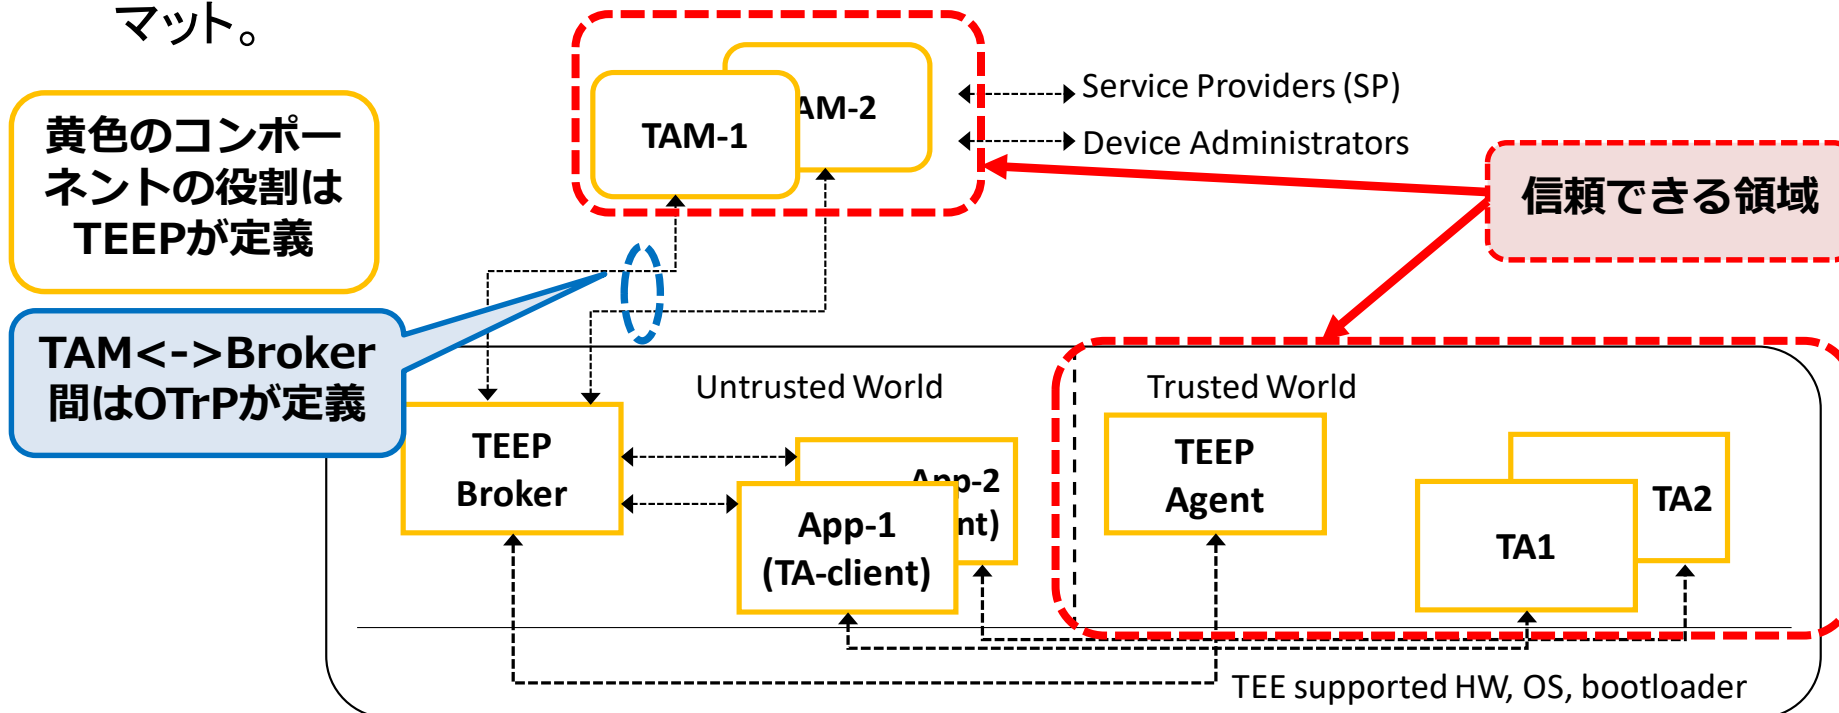 マット。
黄色のコンポー
ネントの役割は
TEEPが定義
TAM<->Broker
間はOTrPが定義
TAM-1
AM-2
Service Providers (SP)
Device Administrators
信頼できる領域
Untrusted World
Trusted World
TEEP
Broker
App-2
nt)
App-1
(TA-client)
TEEP
Agent
TA1
TA2
TEE supported HW, OS, bootloader